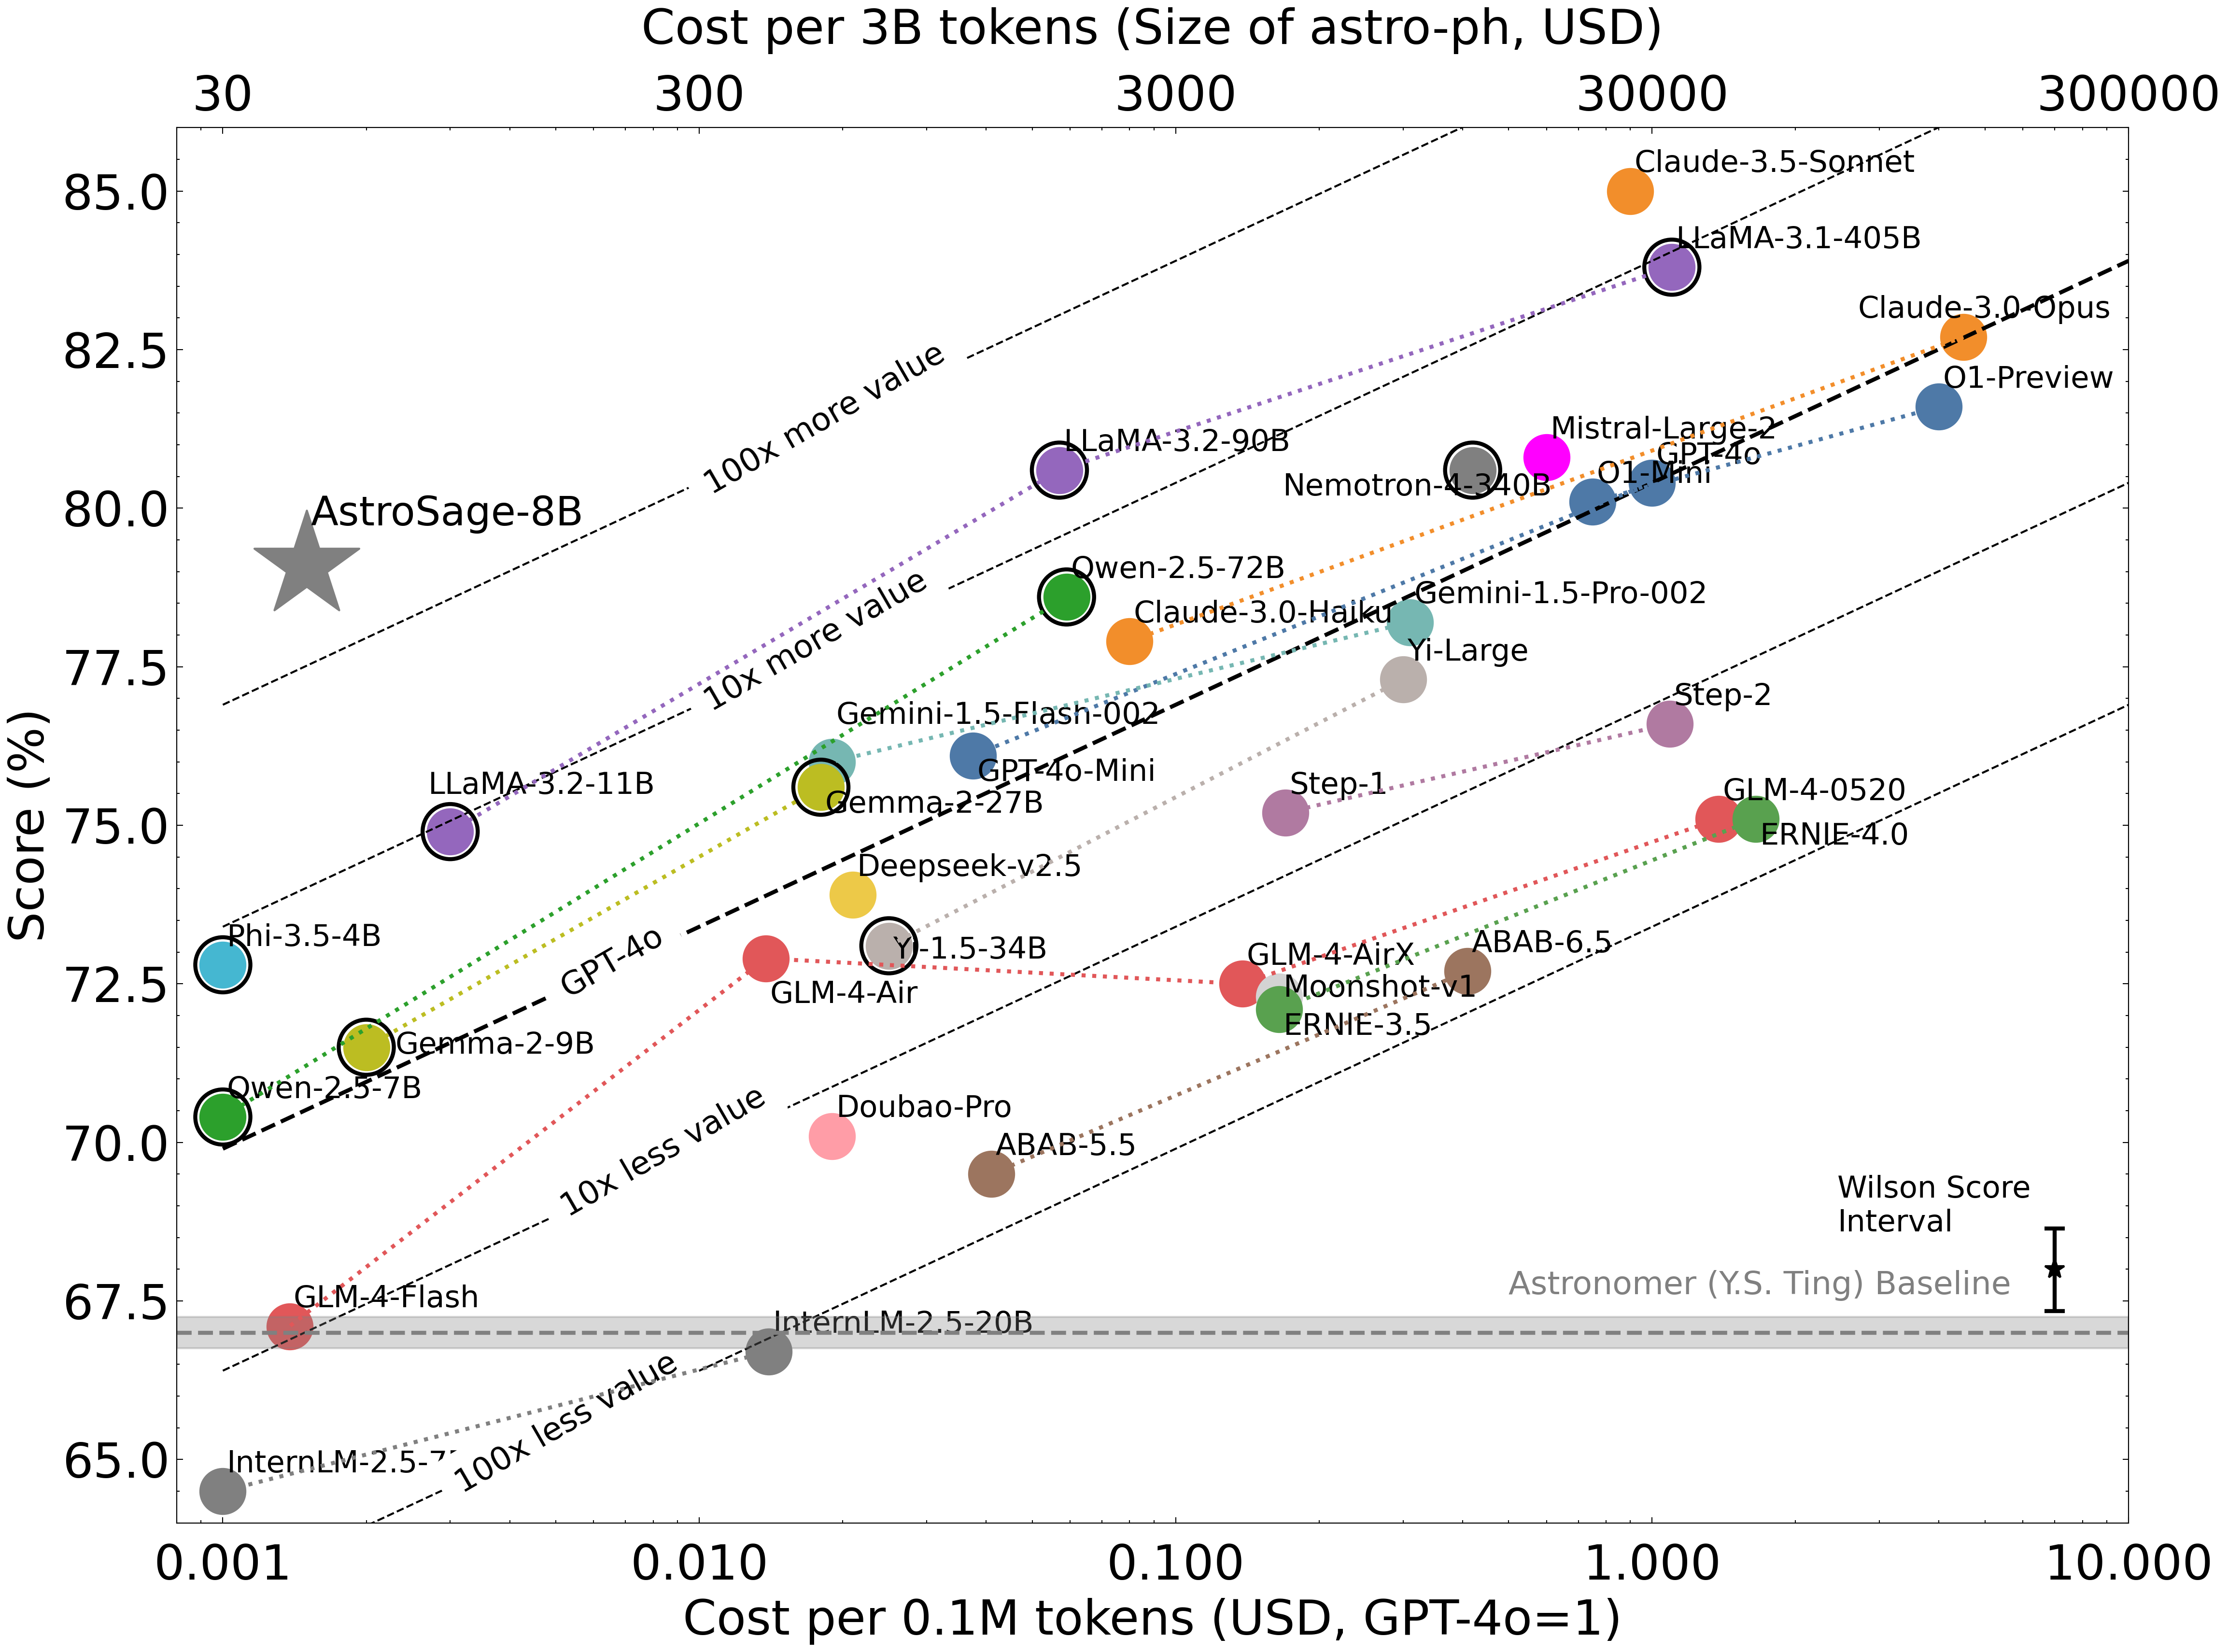 Cost per 3B tokens (Size of astro-ph, USD)
30 300 3000 30000 300000
85.0
82.5
80.0
77.5
75.0
72.5
70.0
67.5
65.0
Score (%)
Claude-3.5-Sonnet
LLaMA-3.1-405B
Claude-3.0-Opus
O1-Preview
100x more value
Mistral-Large-2
LLaMA-3.2-90B
GPT-4o
O1-Mini
Nemotron-4-340B
AstroSage-8B
Qwen-2.5-72B
Claude-3.0-Haiku
Gemini-1.5-Pro-002
10x more value
Yi-Large
Gemini-1.5-Flash-002
Step-2
GPT-4o-Mini
LLaMA-3.2-11B
Step-1
Gemma-2-27B
GLM-4-0520
ERNIE-4.0
Deepseek-v2.5
Phi-3.5-4B
Yi-1.5-34B
GPT-4o
ABAB-6.5
GLM-4-AirX
GLM-4-Air
Moonshot-v1
ERNIE-3.5
Gemma-2-9B
Qwen-2.5-7B
Doubao-Pro
10x less value
ABAB-5.5
Wilson Score
Interval
Astronomer (Y.S. Ting) Baseline
GLM-4-Flash
InternLM-2.5-20B
100x less value
0.001 0.010 0.100 1.000 10.000
Cost per 0.1M tokens (USD, GPT-4o=1)